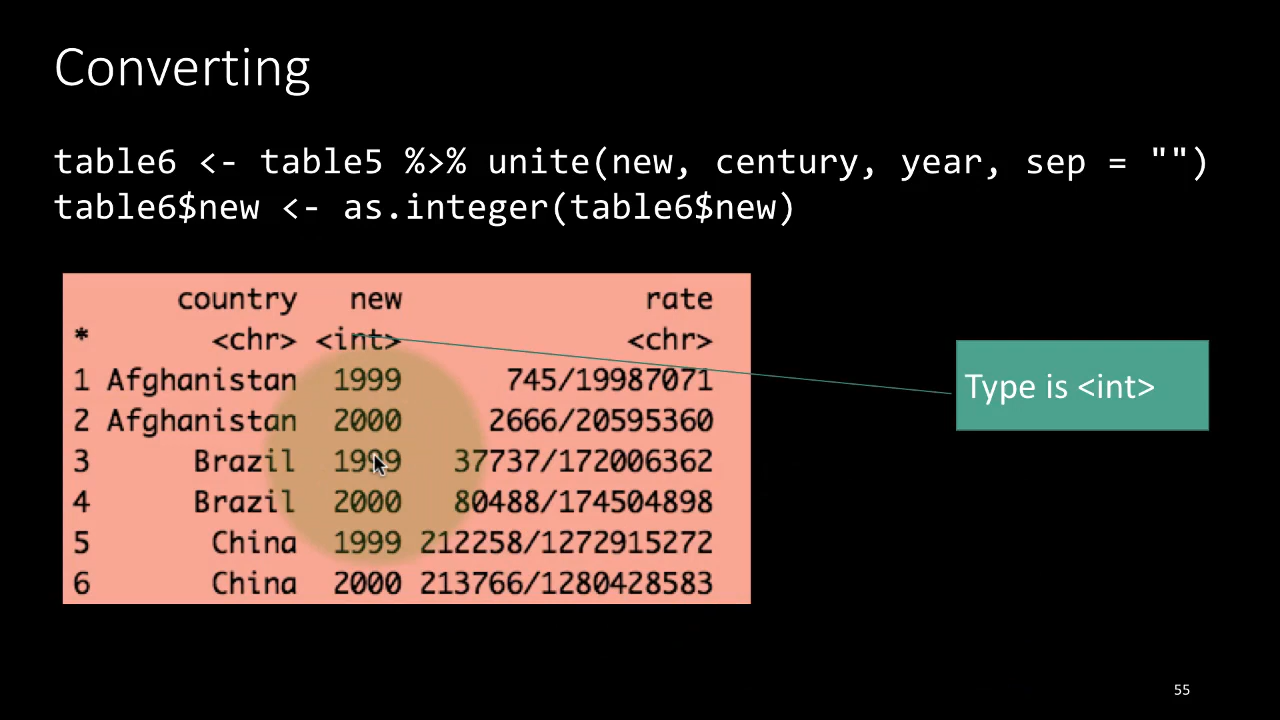 Converting
table6 <- table5 %>% unite(new, century, year, sep = "")
table6$new <- as.integer(table6$new)
country new rate
* <chr> <int> <chr>
1 Afghanistan 1999 745/19987071
2 Afghanistan 2000 2666/20595360
3 Brazil 1999 37737/172006362
4 Brazil 2000 80488/174504898
5 China 1999 212258/1272915272
6 China 2000 213766/1280428583
Type is <int>
55